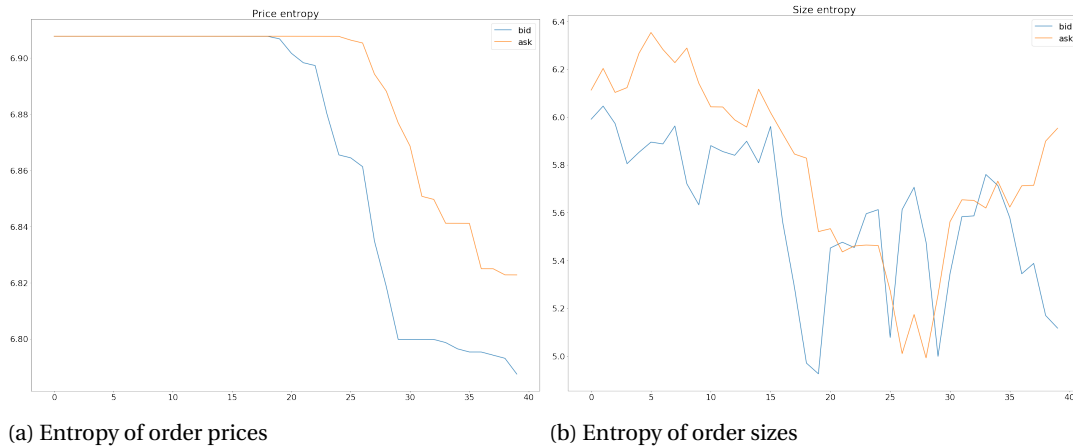 Price entropy
bid
ask
6.90
6.88
6.86
6.84
6.82
6.80
0 5 10 15 20 25 30 35 40
(a) Entropy of order prices
Size entropy
bid
ask
6.4
6.2
6.0
5.8
5.6
5.4
5.2
5.0
0 5 10 15 20 25 30 35 40
(b) Entropy of order sizes